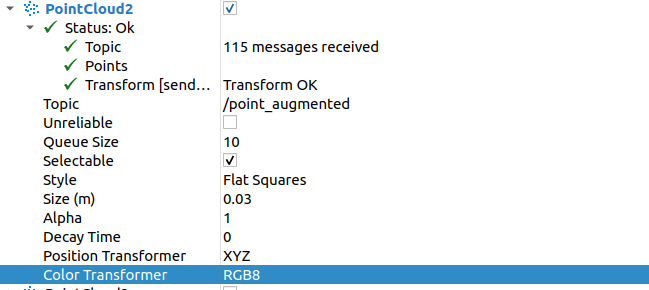 PointCloud2
Status: Ok
Topic 115 messages received
Points
Transform [send... Transform OK
Topic /point_augmented
Unreliable
Queue Size 10
Selectable
Style Flat Squares
Size (m) 0.03
Alpha 1
Decay Time 0
Position Transformer XYZ
Color Transformer RGB8